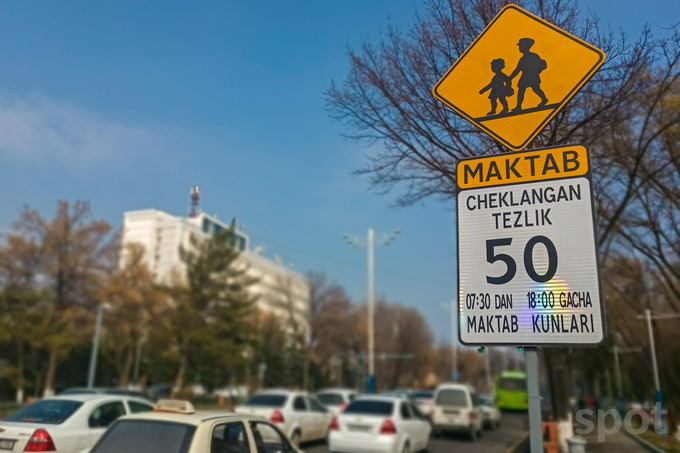 MAKTAB
CHEKLANGAN
TEZLIK
50
07:30 DAN 18:00 GACHA
MAKTAB KUNLARI
spot